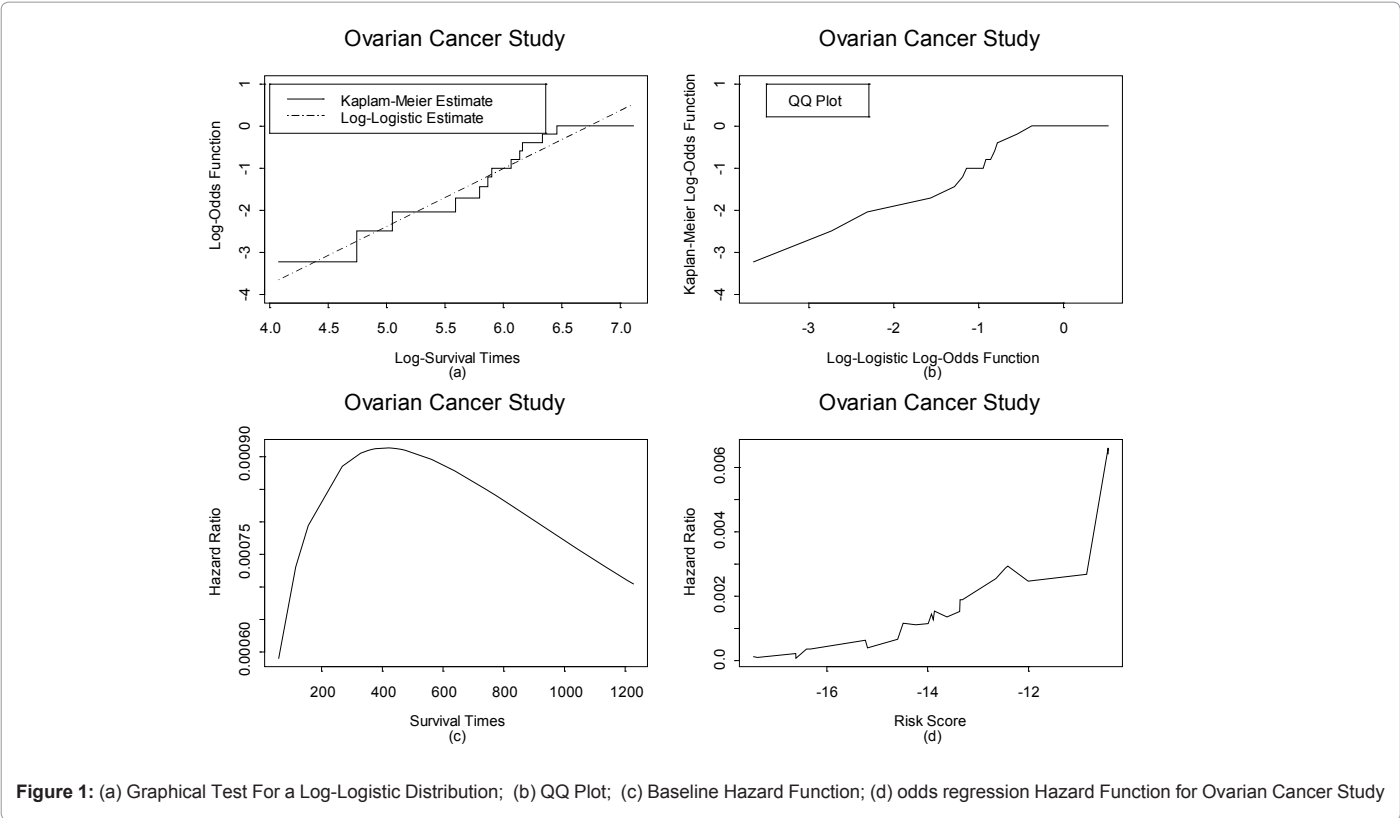 Ovarian Cancer Study
Log-Odds Function
1
0
-1
-2
-3
-4
Kaplam-Meier Estimate
Log-Logistic Estimate
4.0 4.5 5.0 5.5 6.0 6.5 7.0
Log-Survival Times
(a)
Ovarian Cancer Study
Kaplan-Meier Log-Odds Function
1
0
-1
-2
-3
-4
QQ Plot
-3 -2 -1 0
Log-Logistic Log-Odds Function
(b)
Ovarian Cancer Study
Hazard Ratio
0.00090
0.00075
0.00060
200 400 600 800 1000 1200
Survival Times
(c)
Ovarian Cancer Study
Hazard Ratio
0.006
0.004
0.002
0.0
-16 -14 -12
Risk Score
(d)
Figure 1: (a) Graphical Test For a Log-Logistic Distribution; (b) QQ Plot; (c) Baseline Hazard Function; (d) odds regression Hazard Function for Ovarian Cancer Study